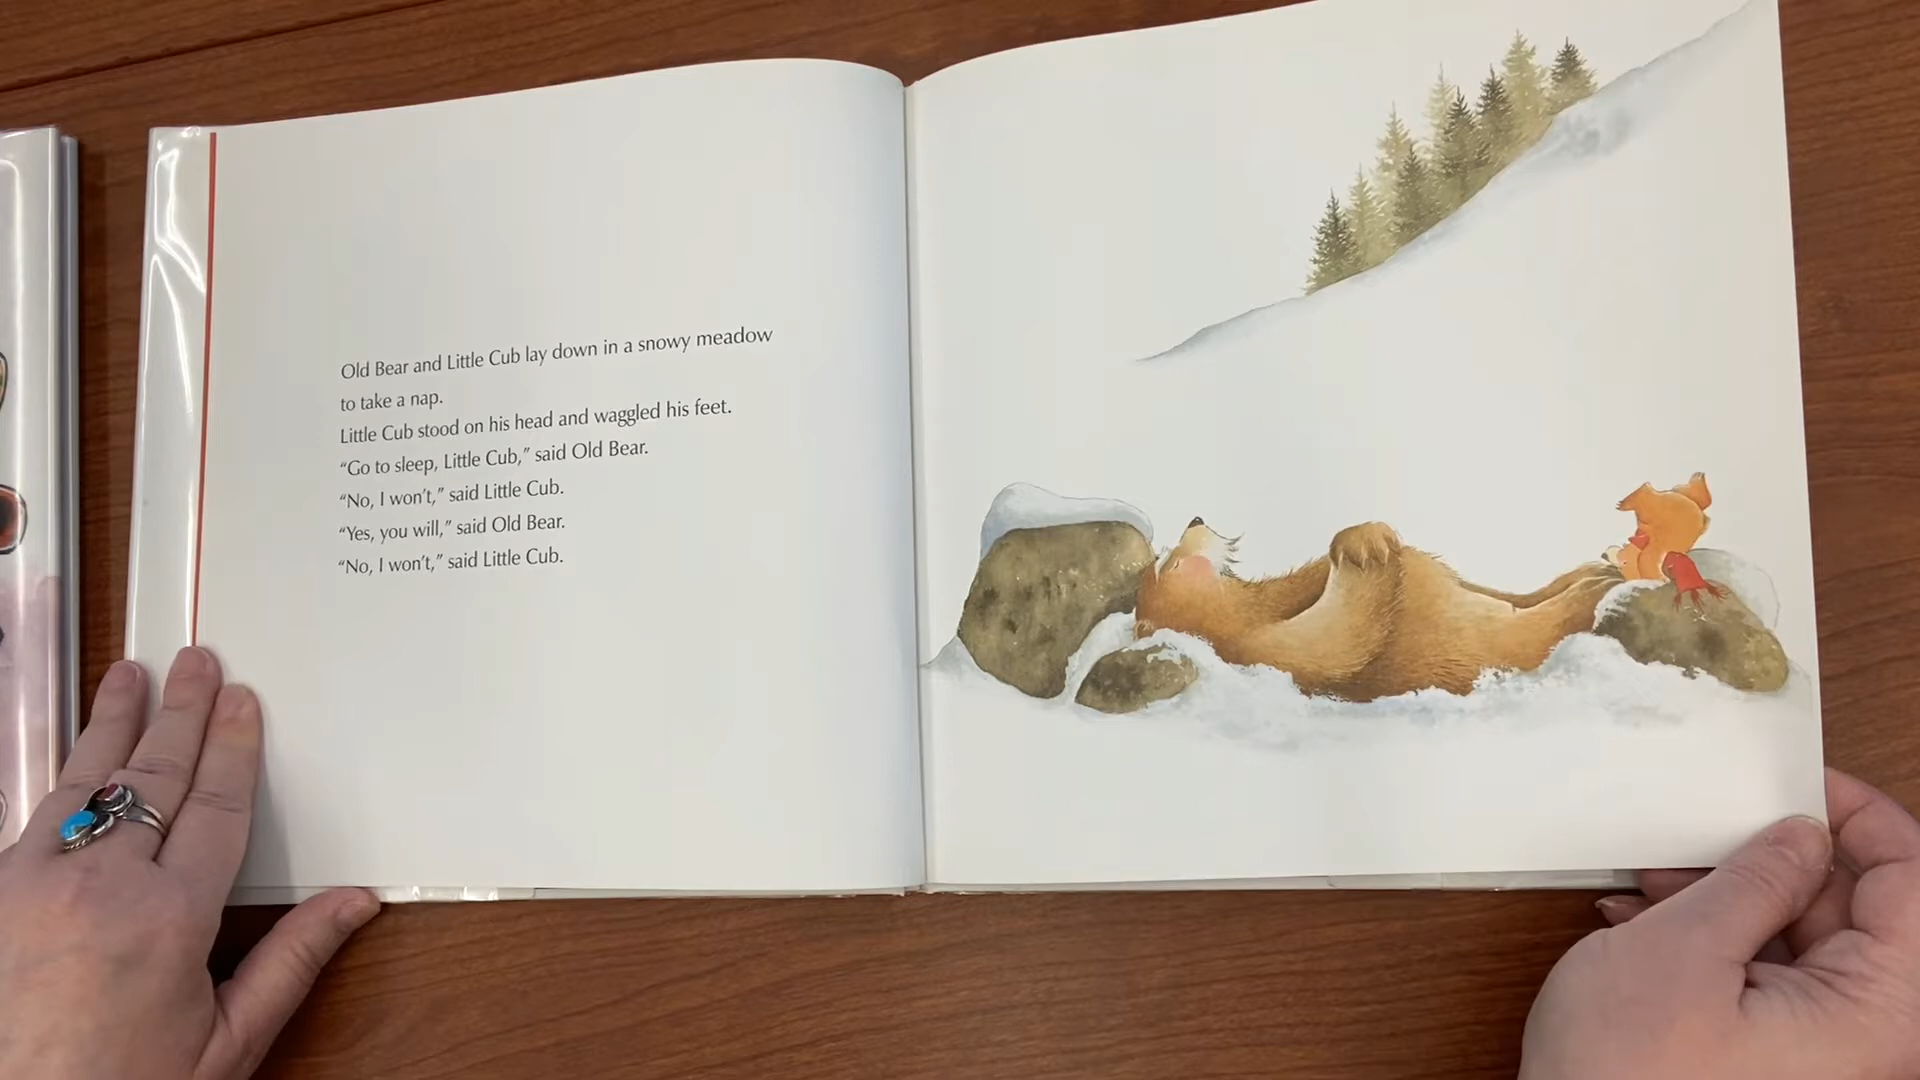 Old Bear and Little Cub lay down in a snowy meadow
to take a nap.
Little Cub stood on his head and waggled his feet.
“Go to sleep, Little Cub,” said Old Bear.
“No, I won’t,” said Little Cub.
“Yes, you will,” said Old Bear.
“No, I won’t,” said Little Cub.